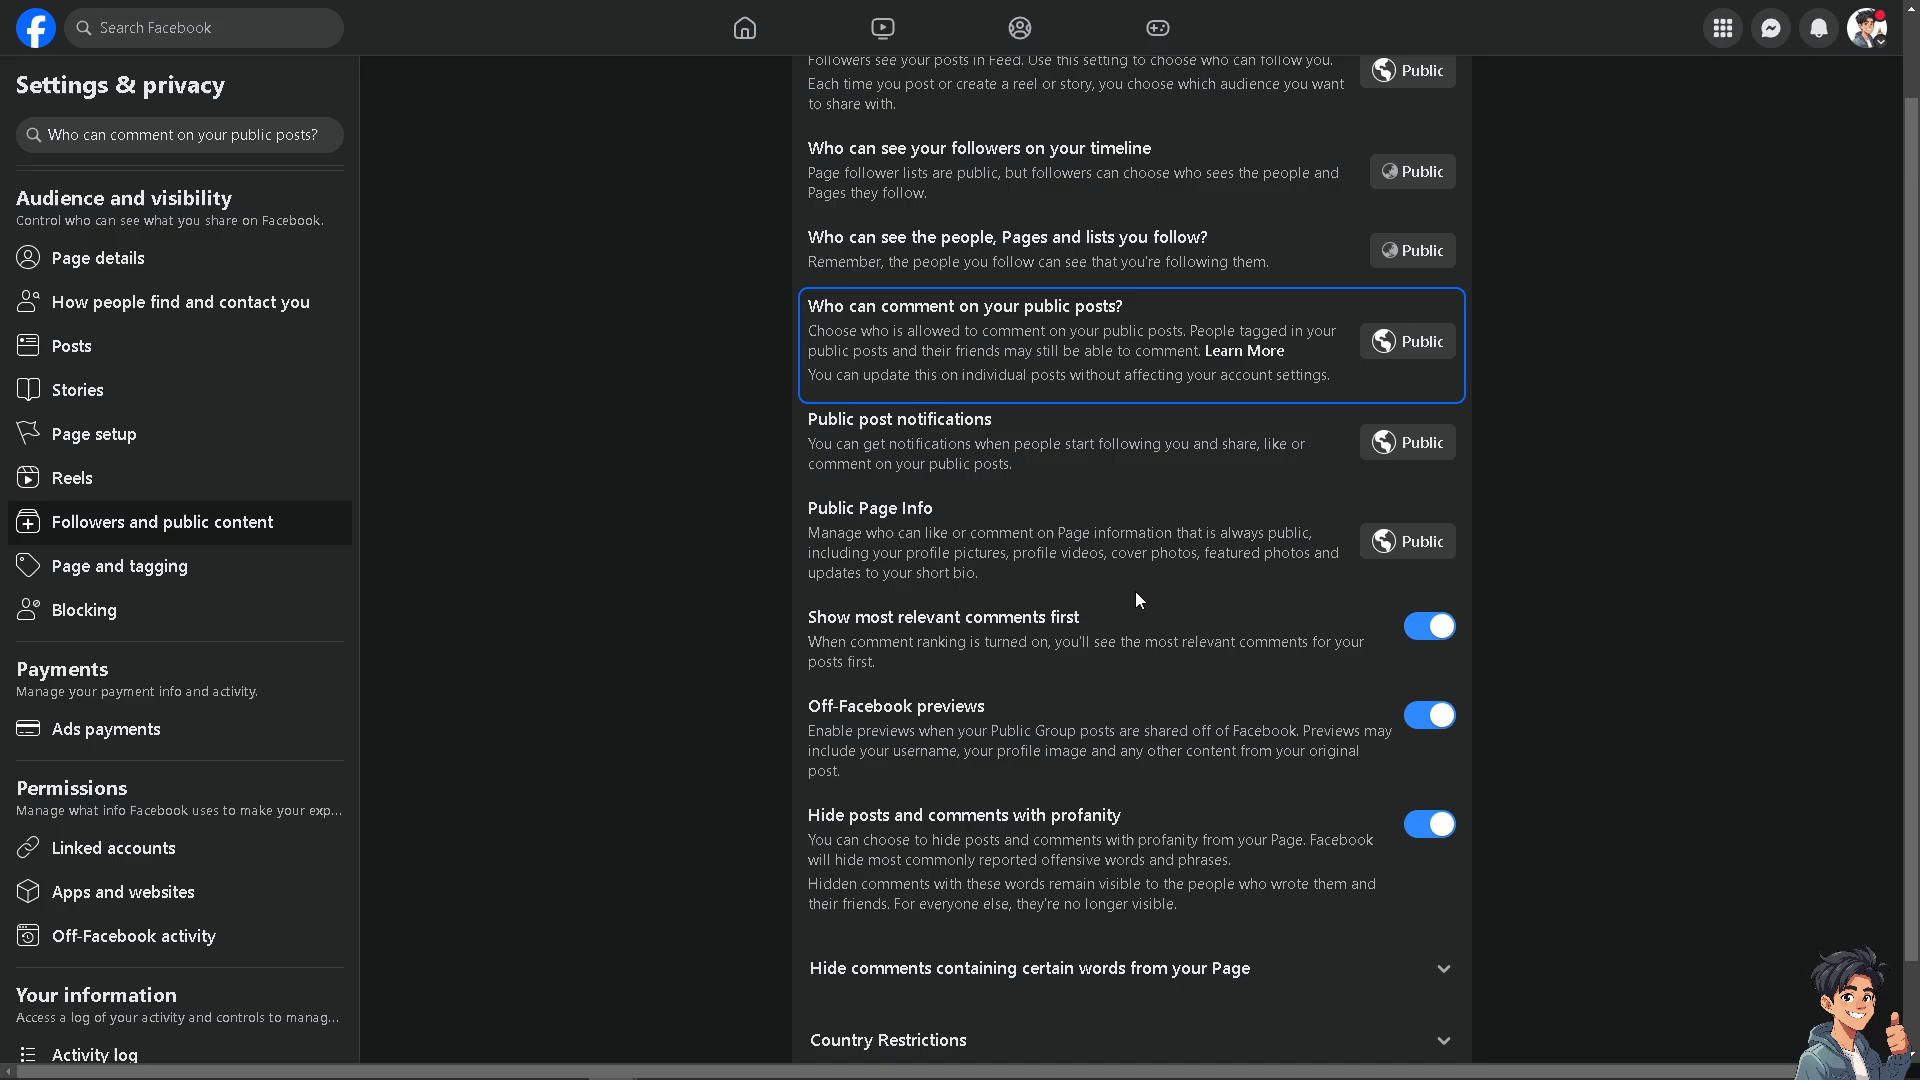 Search Facebook
Settings & privacy
Who can comment on your public posts?
Audience and visibility
Control who can see what you share on Facebook.
Page details
How people find and contact you
Posts
Stories
Page setup
Reels
Followers and public content
Page and tagging
Blocking
Payments
Manage your payment info and activity.
Ads payments
Permissions
Manage what info Facebook uses to make your exp...
Linked accounts
Apps and websites
Off-Facebook activity
Your information
Access a log of your activity and controls to manag...
Activity log
Followers see your posts in Feed. Use this setting to choose who can follow you.
Each time you post or create a reel or story, you choose which audience you want
to share with.
Public
Who can see your followers on your timeline
Page follower lists are public, but followers can choose who sees the people and
Pages they follow.
Public
Who can see the people, Pages and lists you follow?
Remember, the people you follow can see that you're following them.
Public
Who can comment on your public posts?
Choose who is allowed to comment on your public posts. People tagged in your
public posts and their friends may still be able to comment. Learn More
You can update this on individual posts without affecting your account settings.
Public
Public post notifications
You can get notifications when people start following you and share, like or
comment on your public posts.
Public
Public Page Info
Manage who can like or comment on Page information that is always public,
including your profile pictures, profile videos, cover photos, featured photos and
updates to your short bio.
Public
Show most relevant comments first
When comment ranking is turned on, you'll see the most relevant comments for your
posts first.
Off-Facebook previews
Enable previews when your Public Group posts are shared off of Facebook. Previews may
include your username, your profile image and any other content from your original
post.
Hide posts and comments with profanity
You can choose to hide posts and comments with profanity from your Page. Facebook
will hide most commonly reported offensive words and phrases.
Hidden comments with these words remain visible to the people who wrote them and
their friends. For everyone else, they're no longer visible.
Hide comments containing certain words from your Page
Country Restrictions